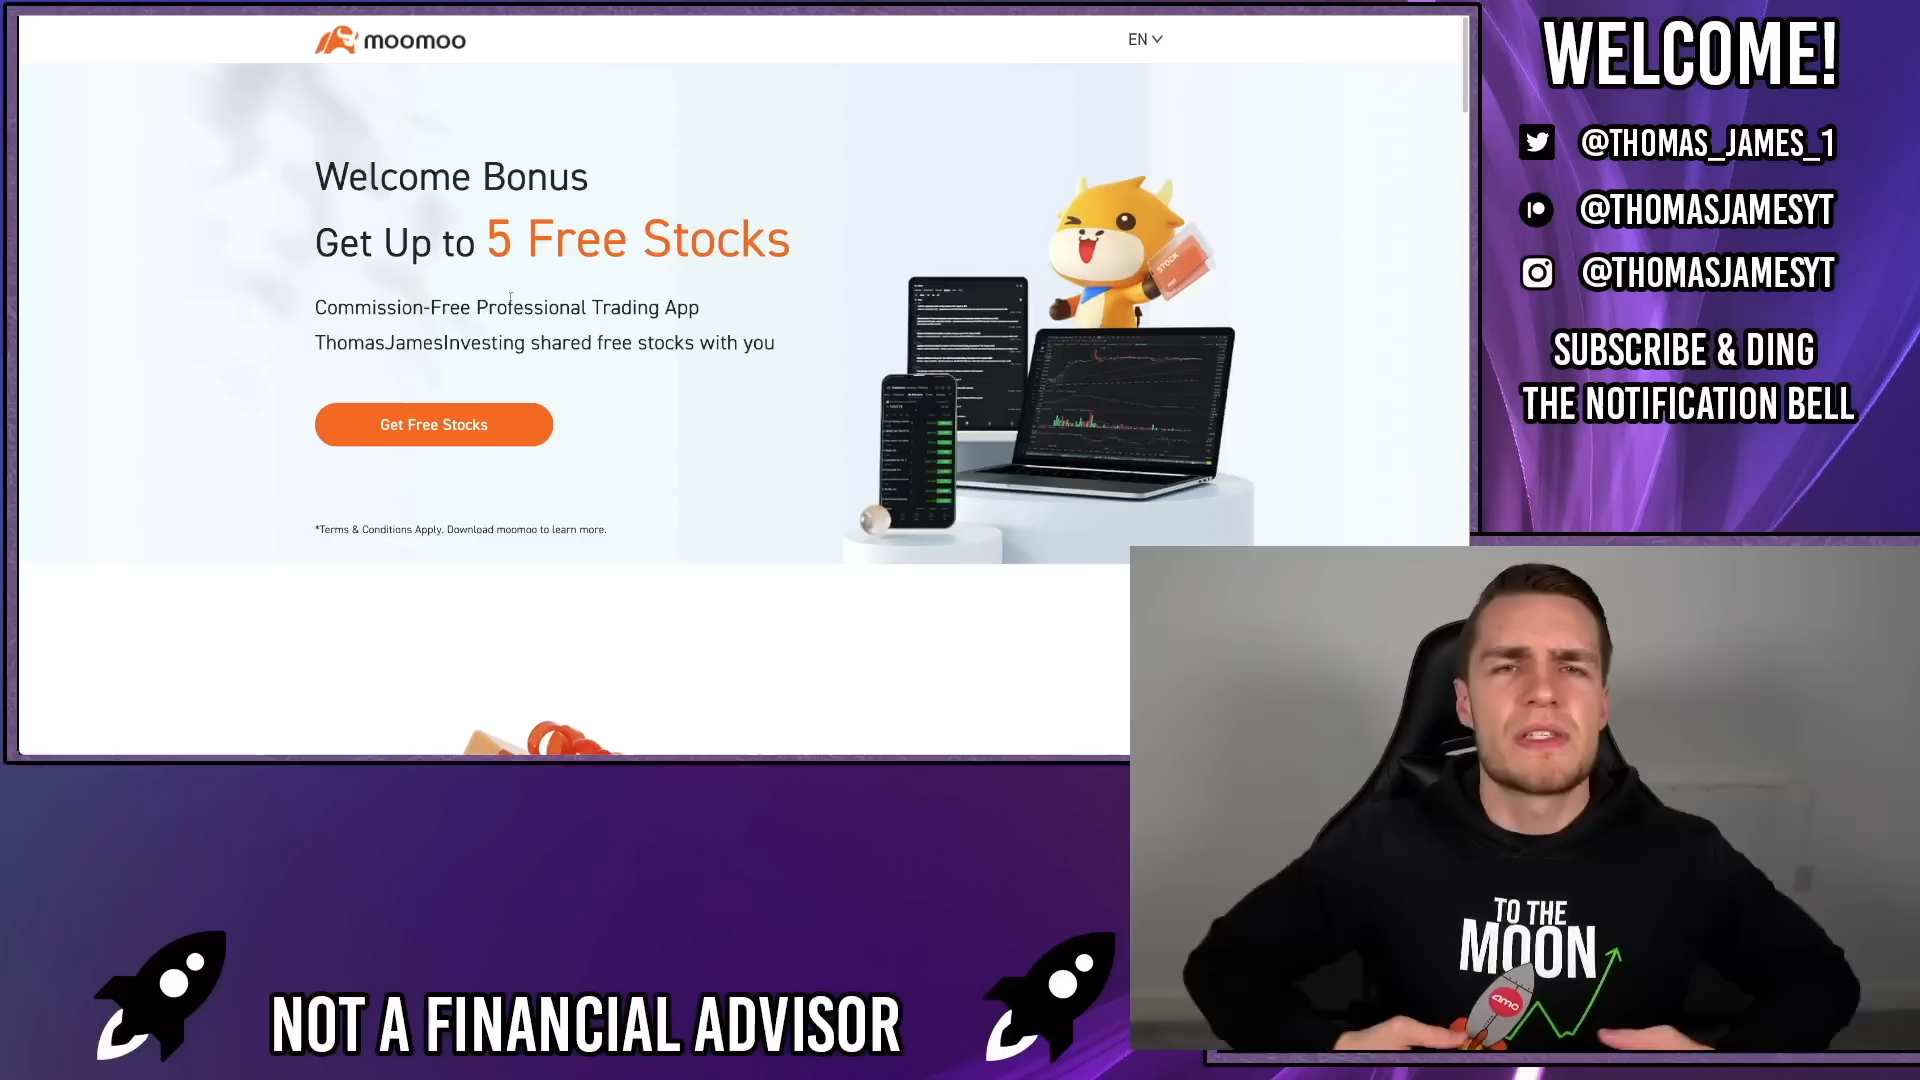 moomoo
EN
Welcome Bonus
Get Up to 5 Free Stocks
Commission-Free Professional Trading App
ThomasJamesInvesting shared free stocks with you
Get Free Stocks
*Terms & Conditions Apply. Download moomoo to learn more.
STOCK
WELCOME!
@THOMAS_JAMES_1
@THOMASJAMESYT
@THOMASJAMESYT
SUBSCRIBE & DING
THE NOTIFICATION BELL
TO THE
MOON
amc
NOT A FINANCIAL ADVISOR